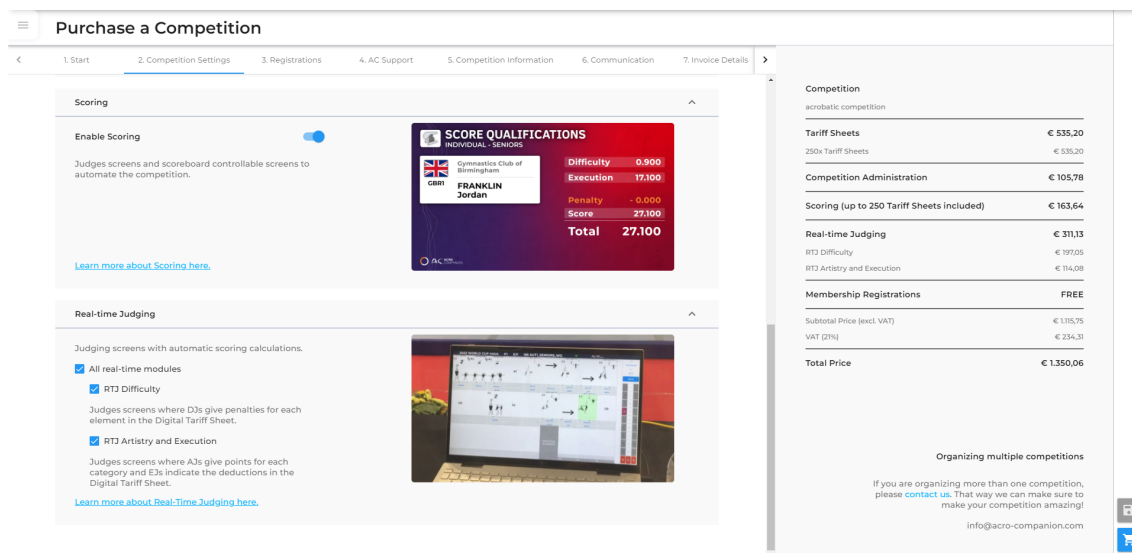 Purchase a Competition
1. Start
2. Competition Settings
3. Registrations
4. AC Support
5. Competition Information
6. Communication
7. Invoice Details
Scoring
Enable Scoring
Judges screens and scoreboard controllable screens to
automate the competition.
Learn more about Scoring here.
SCORE QUALIFICATIONS
INDIVIDUAL - SENIORS
GBR1
Gymnastics Club of
Birmingham
FRANKLIN
Jordan
Difficulty 0.900
Execution 17.100
Penalty - 0.000
Score 27.100
Total 27.100
Real-time Judging
Judging screens with automatic scoring calculations.
All real-time modules
RTJ Difficulty
Judges screens where DJs give penalties for each
element in the Digital Tariff Sheet.
RTJ Artistry and Execution
Judges screens where AJs give points for each
category and EJs indicate the deductions in the
Digital Tariff Sheet.
Learn more about Real-Time Judging here.
Competition
acrobatic competition
Tariff Sheets € 535,20
250x Tariff Sheets € 535,20
Competition Administration € 105,78
Scoring (up to 250 Tariff Sheets included) € 163,64
Real-time Judging € 311,13
RTJ Difficulty € 197,05
RTJ Artistry and Execution € 114,08
Membership Registrations FREE
Subtotal Price (excl. VAT) € 1.115,75
VAT (21%) € 234,31
Total Price € 1.350,06
Organizing multiple competitions
If you are organizing more than one competition,
please contact us. That way we can make sure to
make your competition amazing!
info@acro-companion.com